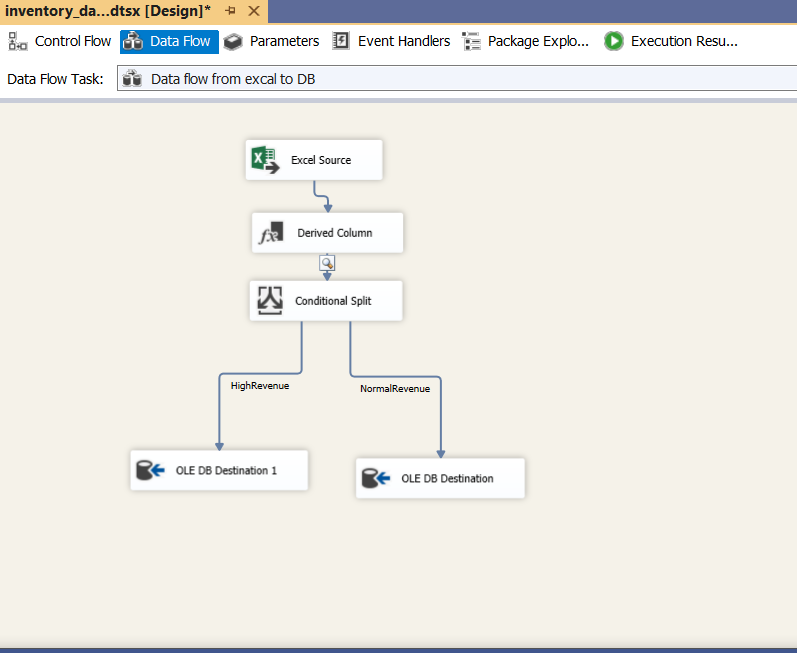 inventory_da...dtsx [Design]*
Control Flow Data Flow Parameters Event Handlers Package Explo... Execution Resu...
Data Flow Task: Data flow from excal to DB
Excel Source
Derived Column
Conditional Split
HighRevenue
NormalRevenue
OLE DB Destination 1
OLE DB Destination